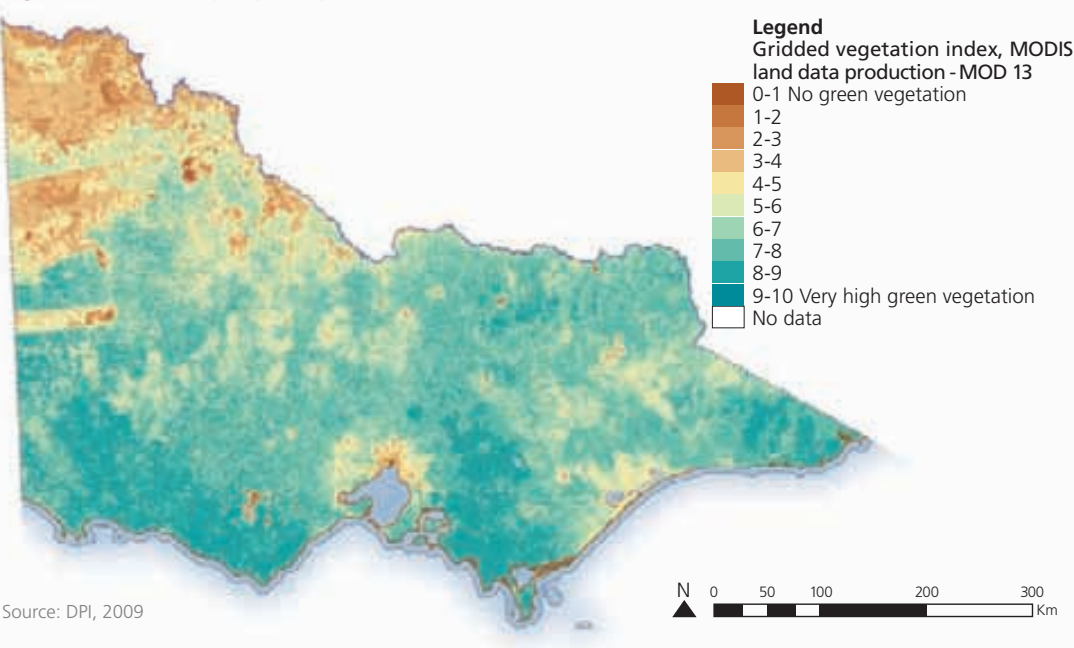 Legend
Gridded vegetation index, MODIS
land data production - MOD 13
0-1 No green vegetation
1-2
2-3
3-4
4-5
5-6
6-7
7-8
8-9
9-10 Very high green vegetation
No data
N 0 50 100 200 300
Km
Source: DPI, 2009